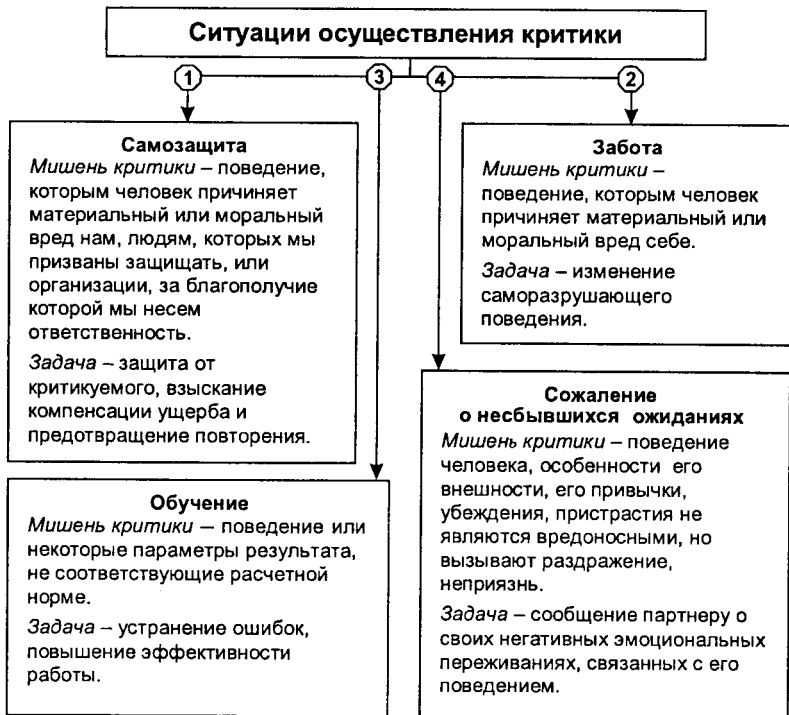 Ситуации осуществления критики
1
3
4
2
Самозащита
Мишень критики – поведение,
которым человек причиняет
материальный или моральный
вред нам, людям, которых мы
призваны защищать, или
организации, за благополучие
которой мы несем
ответственность.
Задача – защита от
критикуемого, взыскание
компенсации ущерба и
предотвращение повторения.
Забота
Мишень критики –
поведение, которым человек
причиняет материальный или
моральный вред себе.
Задача – изменение
саморазрушающего
поведения.
Обучение
Мишень критики — поведение или
некоторые параметры результата,
не соответствующие расчетной
норме.
Задача – устранение ошибок,
повышение эффективности
работы.
Сожаление
о несбывшихся ожиданиях
Мишень критики – поведение
человека, особенности его
внешности, его привычки,
убеждения, пристрастия не
являются вредоносными, но
вызывают раздражение,
неприязнь.
Задача – сообщение партнеру о
своих негативных эмоциональных
переживаниях, связанных с его
поведением.